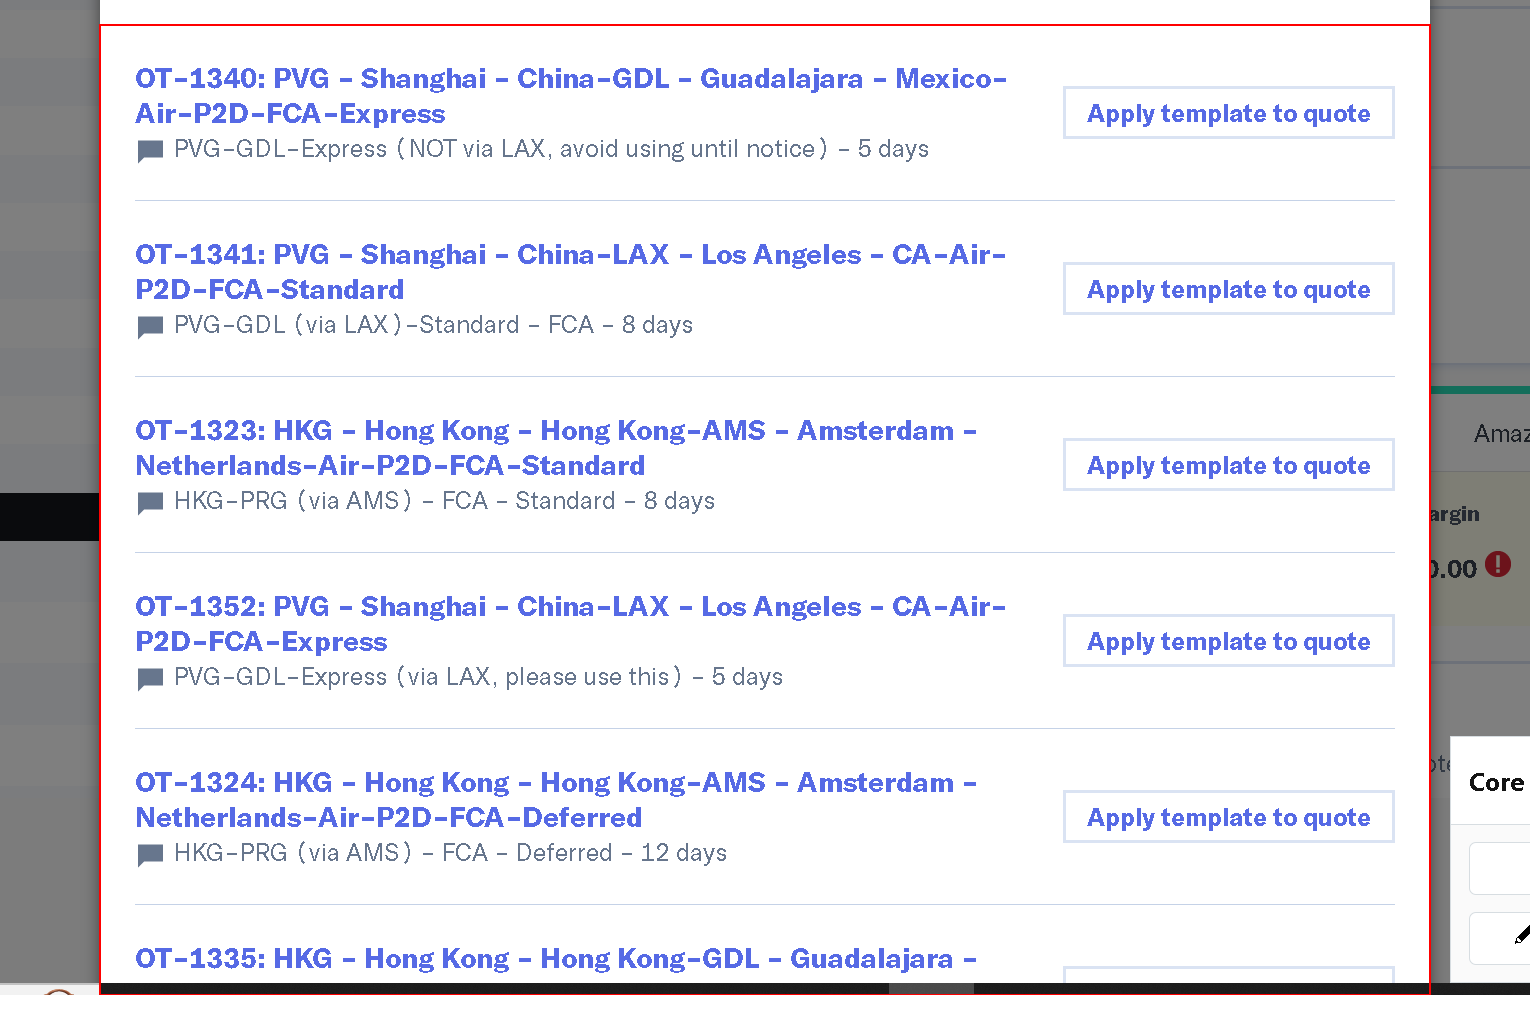 OT-1340: PVG - Shanghai - China-GDL - Guadalajara - Mexico-
Air-P2D-FCA-Express
PVG-GDL-Express (NOT via LAX, avoid using until notice) - 5 days
Apply template to quote
OT-1341: PVG - Shanghai - China-LAX - Los Angeles - CA-Air-
P2D-FCA-Standard
PVG-GDL (via LAX)-Standard - FCA - 8 days
Apply template to quote
OT-1323: HKG - Hong Kong - Hong Kong-AMS - Amsterdam -
Netherlands-Air-P2D-FCA-Standard
HKG-PRG (via AMS) - FCA - Standard - 8 days
Apply template to quote
OT-1352: PVG - Shanghai - China-LAX - Los Angeles - CA-Air-
P2D-FCA-Express
PVG-GDL-Express (via LAX, please use this) - 5 days
Apply template to quote
OT-1324: HKG - Hong Kong - Hong Kong-AMS - Amsterdam -
Netherlands-Air-P2D-FCA-Deferred
HKG-PRG (via AMS) - FCA - Deferred - 12 days
Apply template to quote
OT-1335: HKG - Hong Kong - Hong Kong-GDL - Guadalajara -
Amaz
argin
0.00
Core